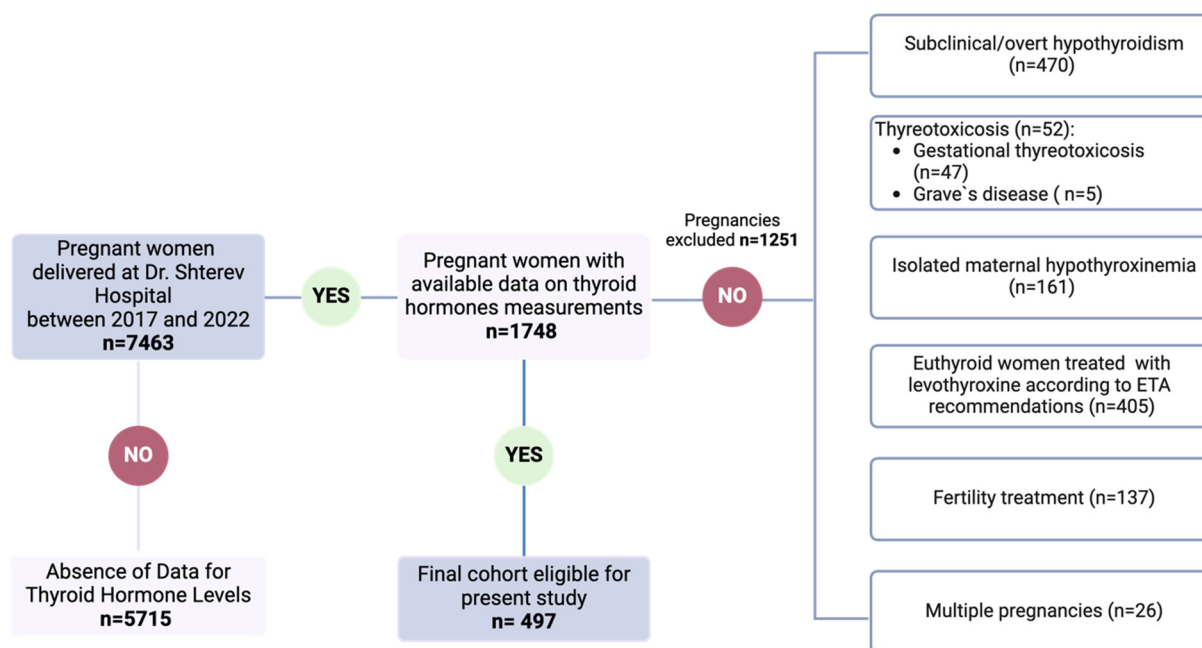 Pregnant women
delivered at Dr. Shterev
Hospital
between 2017 and 2022
n=7463
YES
NO
Absence of Data for
Thyroid Hormone Levels
n=5715
Pregnant women with
available data on thyroid
hormones measurements
n=1748
YES
Final cohort eligible for
present study
n= 497
Pregnancies
excluded n=1251
NO
Subclinical/overt hypothyroidism
(n=470)
Thyreotoxicosis (n=52):
• Gestational thyreotoxicosis
(n=47)
• Grave`s disease ( n=5)
Isolated maternal hypothyroxinemia
(n=161)
Euthyroid women treated  with
levothyroxine according to ETA
recommendations (n=405)
Fertility treatment (n=137)
Multiple pregnancies (n=26)